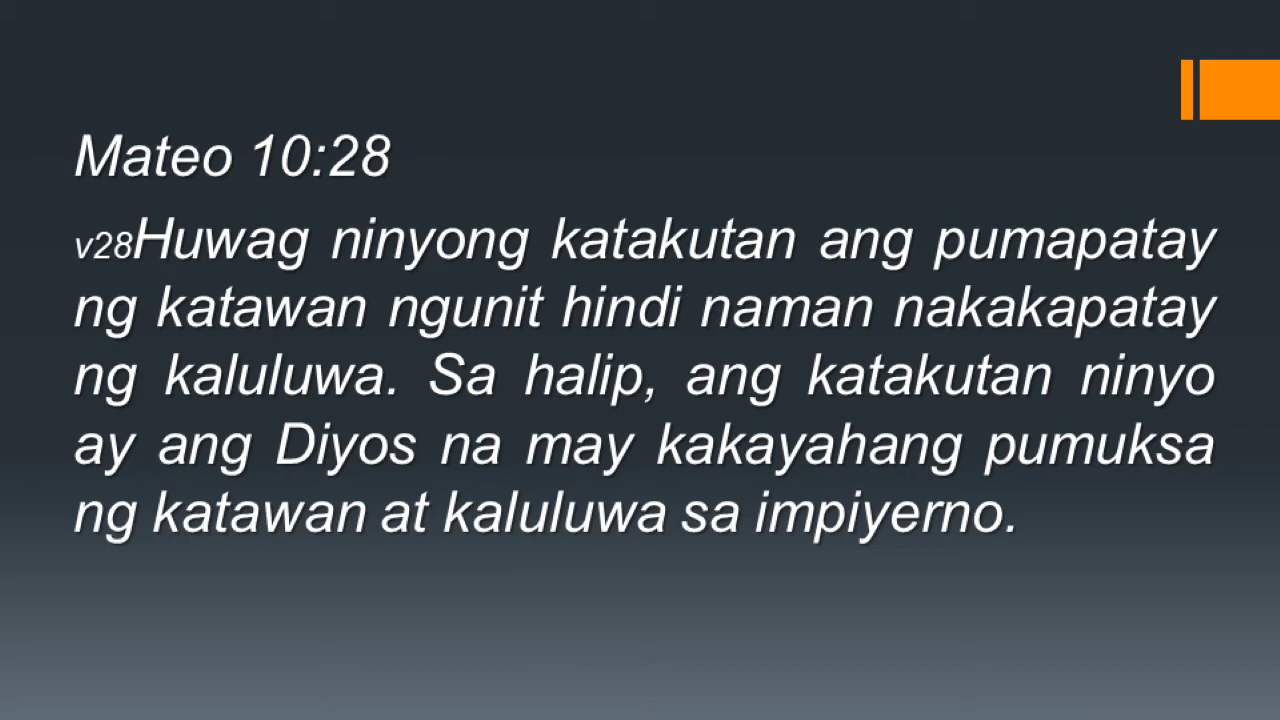 Mateo 10:28
v28Huwag ninyong katakutan ang pumapatay
ng katawan ngunit hindi naman nakakapatay
ng kaluluwa. Sa halip, ang katakutan ninyo
ay ang Diyos na may kakayahang pumuksa
ng katawan at kaluluwa sa impiyerno.